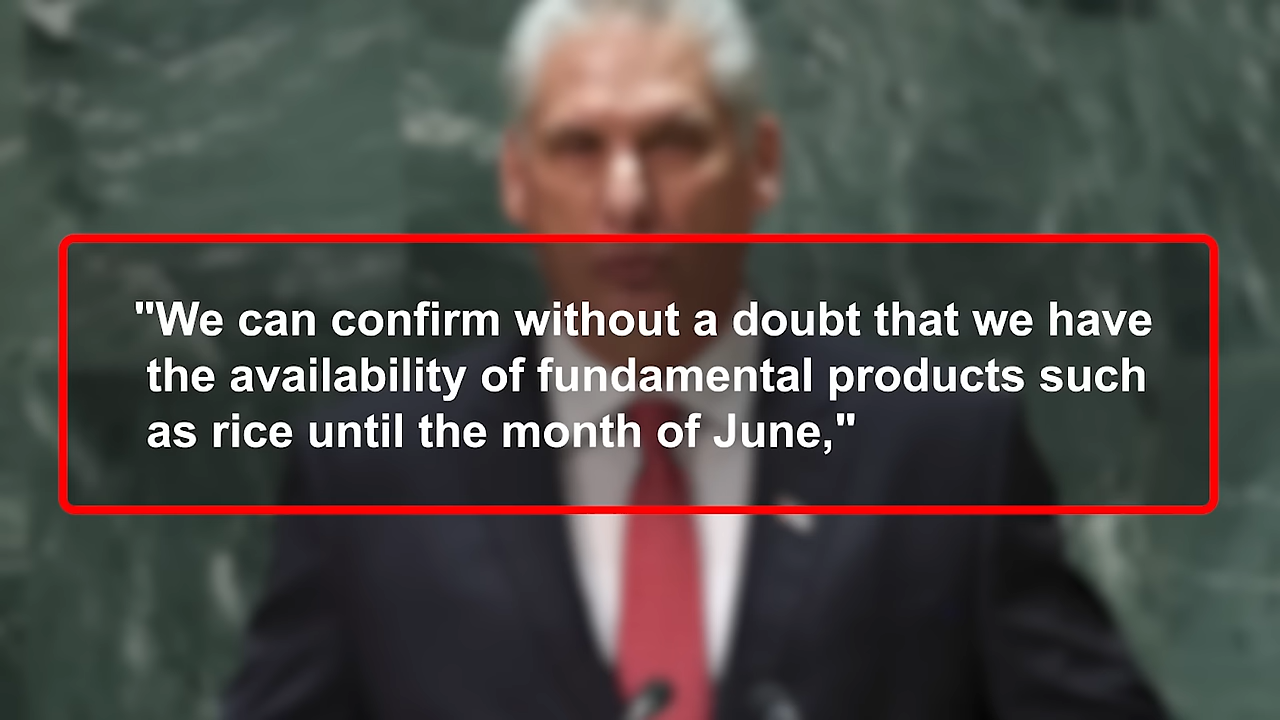 "We can confirm without a doubt that we have
the availability of fundamental products such
as rice until the month of June,"